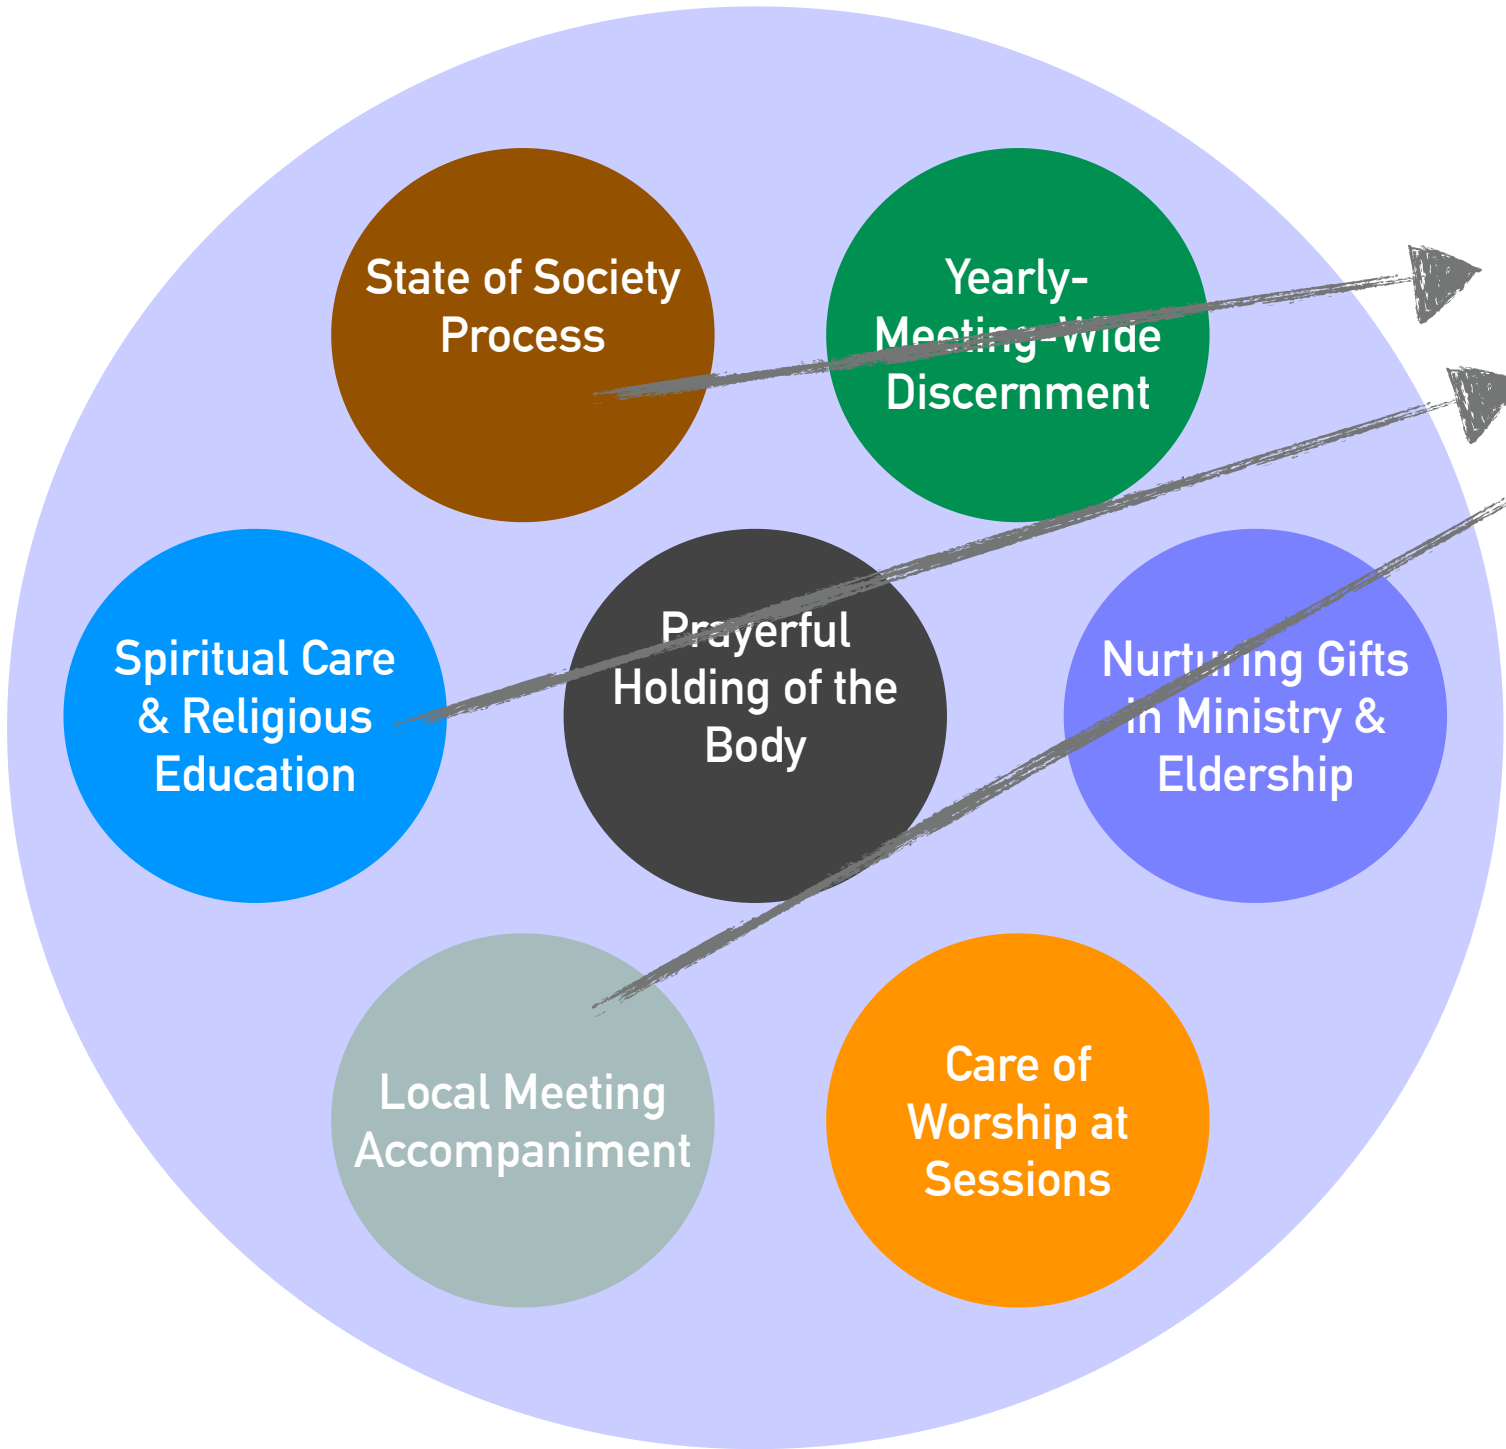 State of Society
Process
Yearly-
Meeting-Wide
Discernment
Spiritual Care
& Religious
Education
Prayerful
Holding of the
Body
Nurturing Gifts
in Ministry &
Eldership
Local Meeting
Accompaniment
Care of
Worship at
Sessions